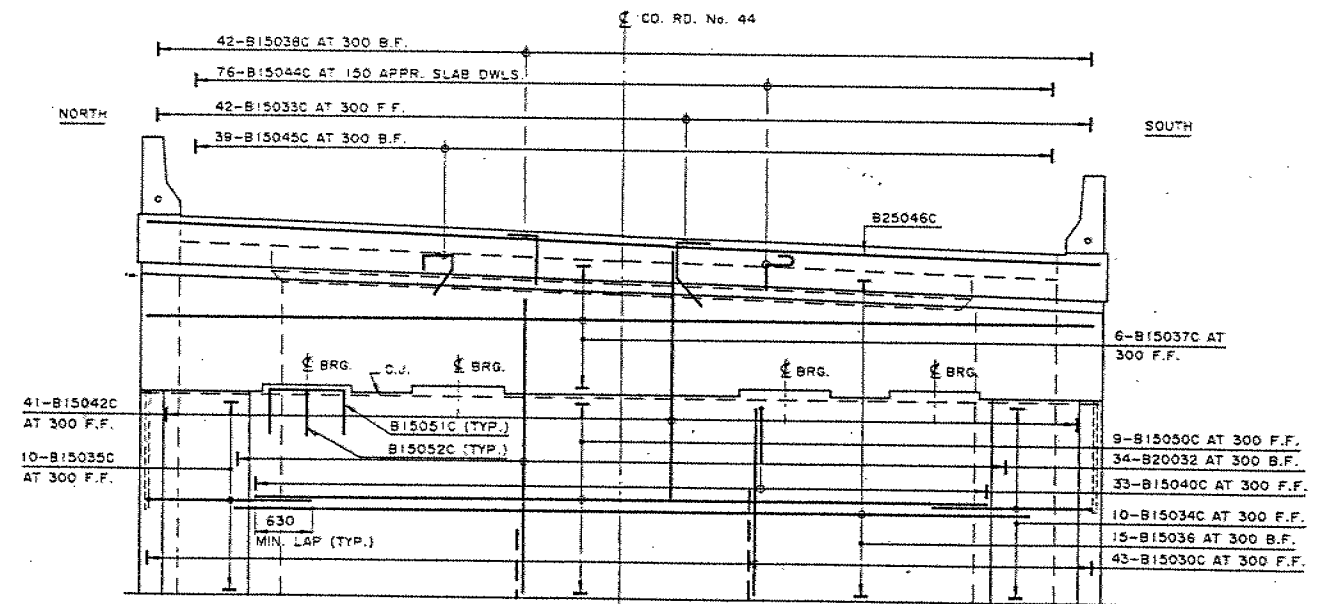 ℄ CO. RD. No. 44
42-B15038C AT 300 B.F.
76-B15044C AT 150 APPR. SLAB DWLS.
NORTH
42-B15033C AT 300 F.F.
SOUTH
39-B15045C AT 300 B.F.
B25046C
6-B15037C AT
300 F.F.
℄ BRG.
C.J.
℄ BRG.
℄ BRG.
℄ BRG.
41-B15042C
AT 300 F.F.
B15051C (TYP.)
B15052C (TYP.)
9-B15050C AT 300 F.F.
10-B15035C
AT 300 F.F.
34-B20032 AT 300 B.F.
33-B15040C AT 300 F.F.
630
MIN. LAP (TYP.)
10-B15034C AT 300 F.F.
15-B15036 AT 300 B.F.
43-B15030C AT 300 F.F.